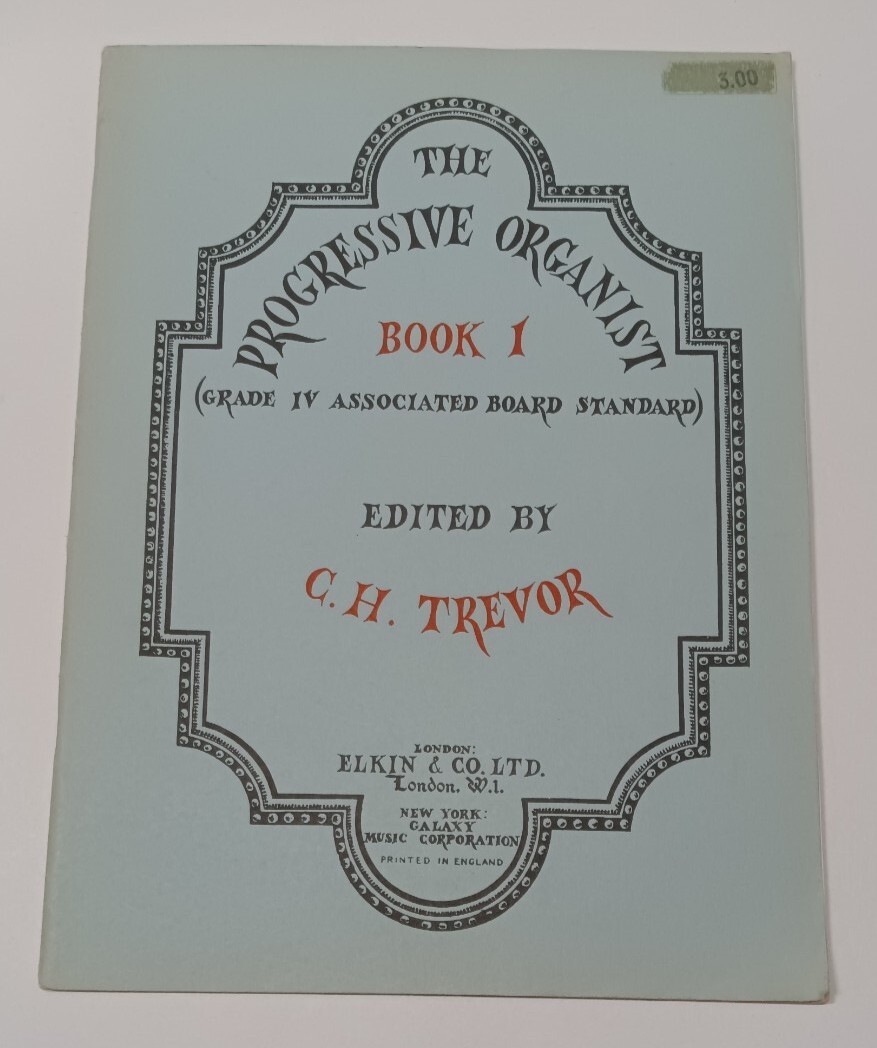 3.00
THE
PROGRESSIVE ORGANIST
BOOK 1
(GRADE IV ASSOCIATED BOARD STANDARD)
EDITED BY
C. H. TREVOR
LONDON:
ELKIN & CO. LTD.
London, W.1.
NEW YORK:
GALAXY
MUSIC CORPORATION
PRINTED IN ENGLAND